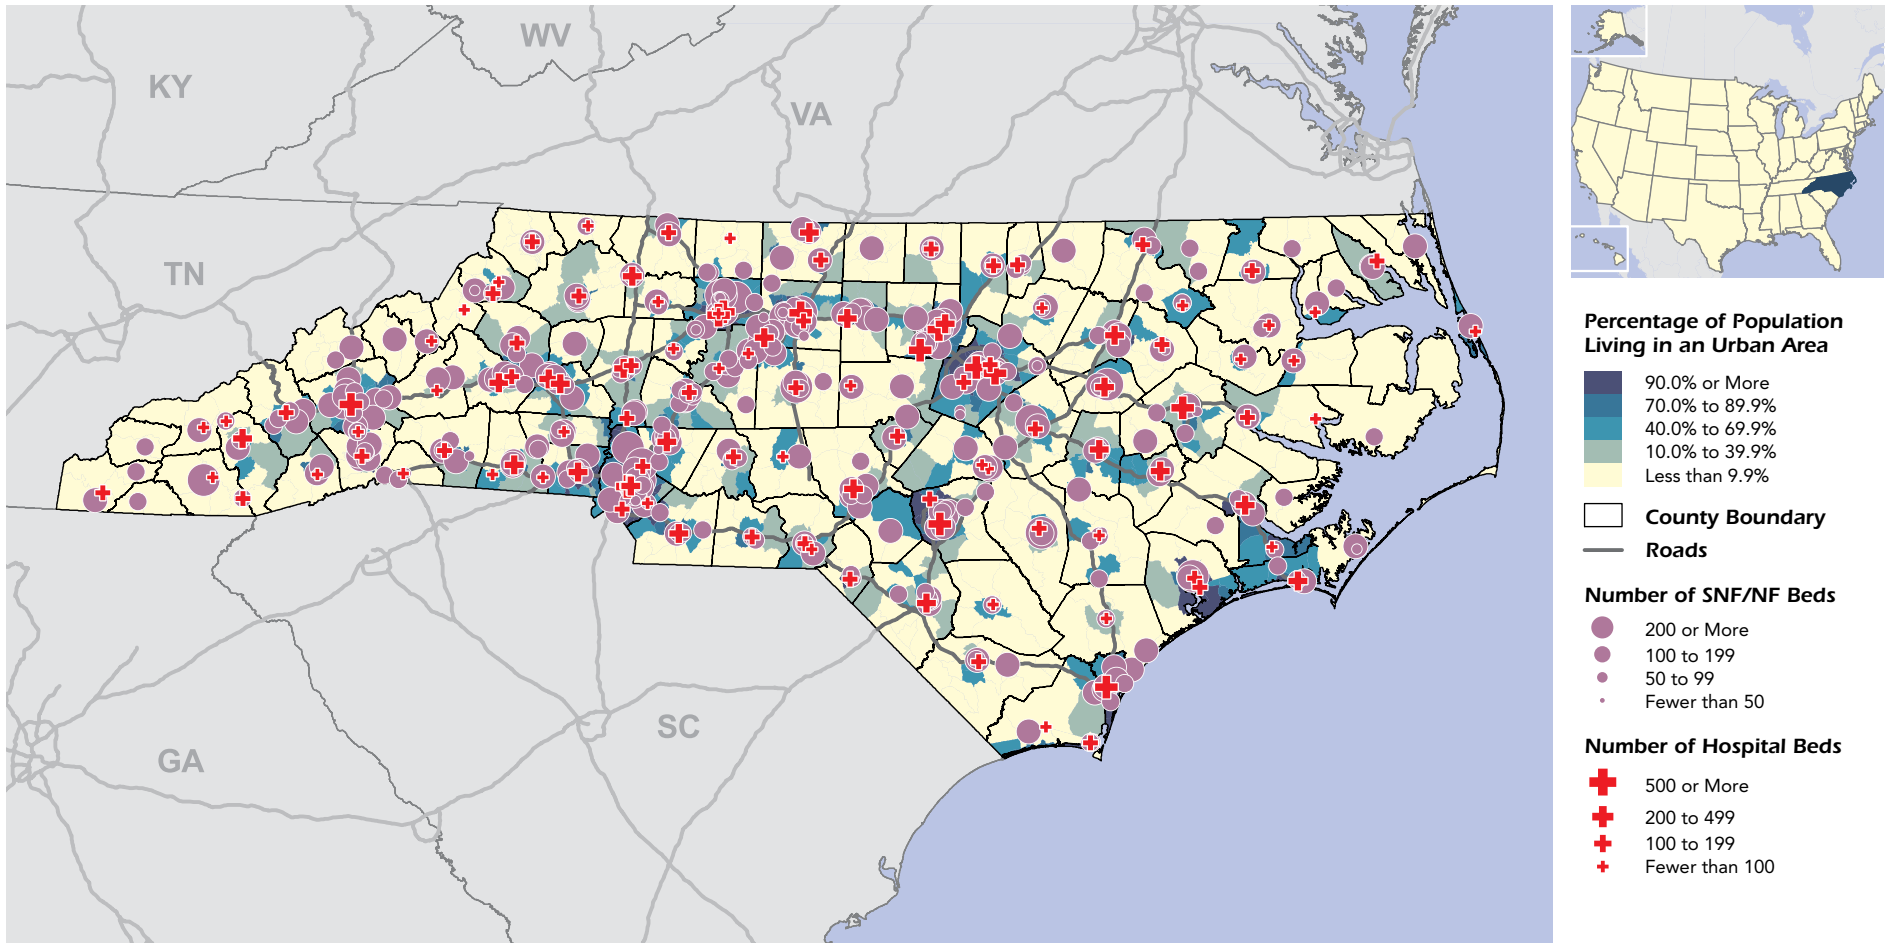 WV
KY
VA
TN
SC
GA
Percentage of Population
Living in an Urban Area
90.0% or More
70.0% to 89.9%
40.0% to 69.9%
10.0% to 39.9%
Less than 9.9%
County Boundary
Roads
Number of SNF/NF Beds
200 or More
100 to 199
50 to 99
Fewer than 50
Number of Hospital Beds
500 or More
200 to 499
100 to 199
Fewer than 100